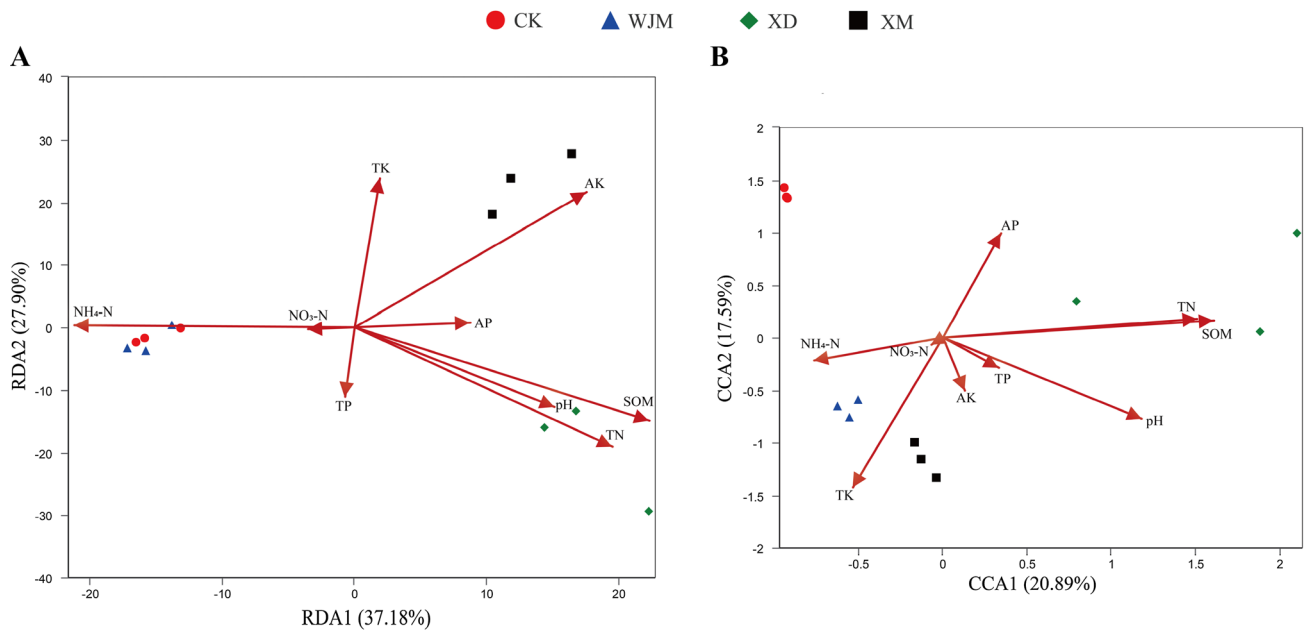 CK WJM XD XM
A
B
40
30
20
10
0
-10
-20
-30
-40
RDA2 (27.90%)
TK
AK
NH₄-N
NO₃-N
AP
TP
pH
SOM
TN
-20 -10 0 10 20
RDA1 (37.18%)
2
1.5
1
0.5
0
-0.5
-1
-1.5
-2
CCA2 (17.59%)
AP
TN
SOM
NH₄-N
NO₃-N
TP
AK
pH
TK
-0.5 0 0.5 1 1.5 2
CCA1 (20.89%)